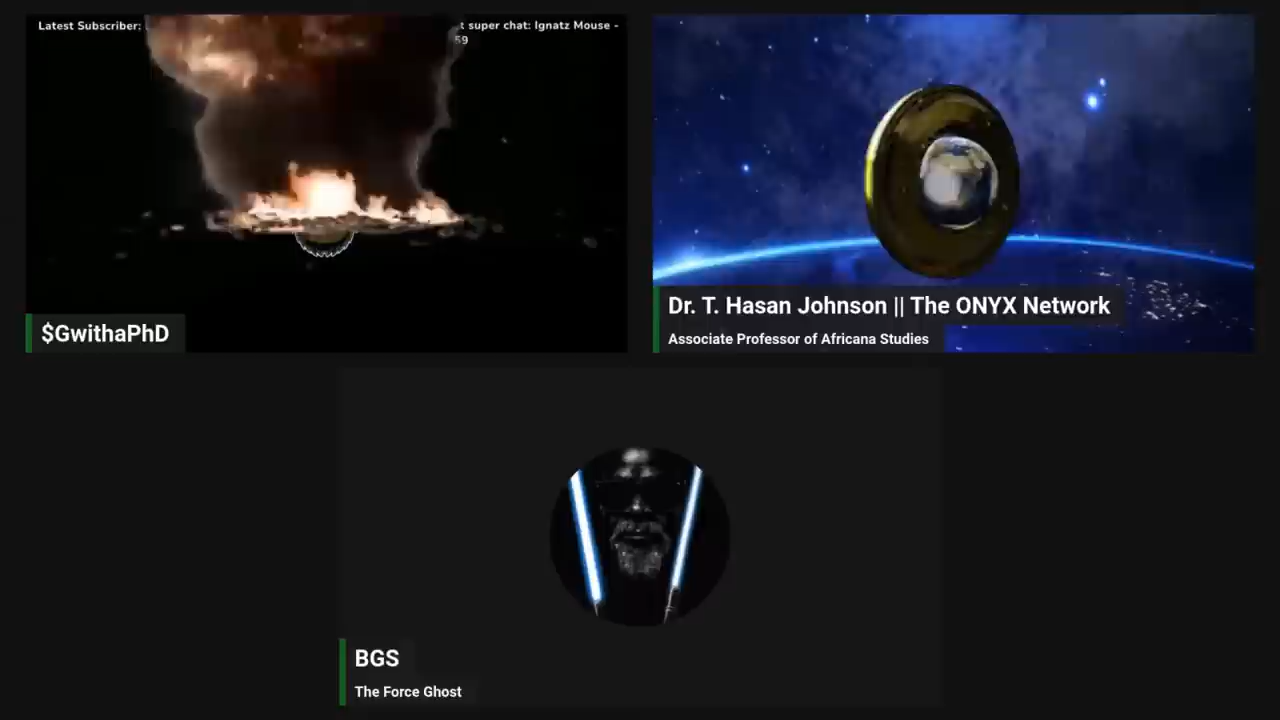 Latest Subscriber:
t super chat: Ignatz Mouse -
59
$GwithaPhD
Dr. T. Hasan Johnson || The ONYX Network
Associate Professor of Africana Studies
BGS
The Force Ghost